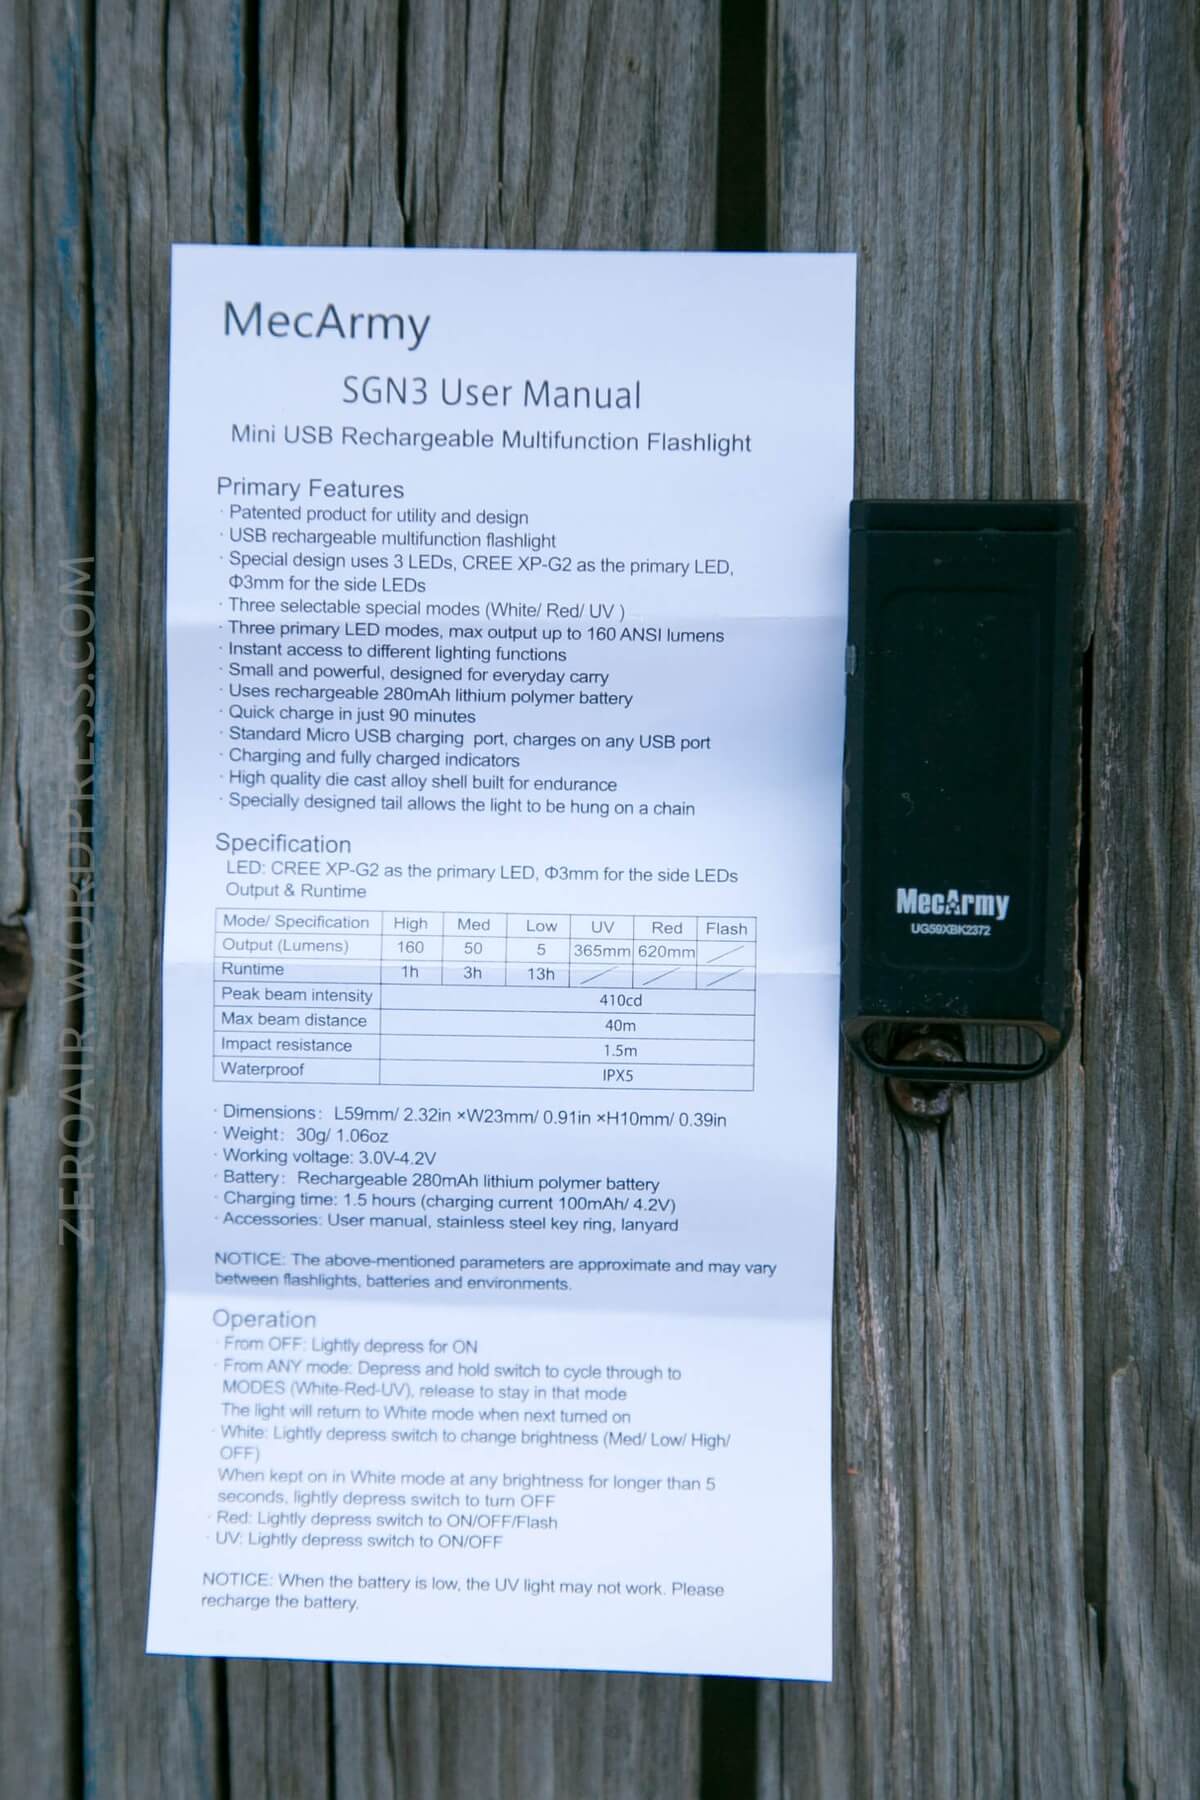 MecArmy
SGN3 User Manual
Mini USB Rechargeable Multifunction Flashlight
Primary Features
· Patented product for utility and design
· USB rechargeable multifunction flashlight
· Special design uses 3 LEDs, CREE XP-G2 as the primary LED,
Φ3mm for the side LEDs
· Three selectable special modes (White/ Red/ UV )
· Three primary LED modes, max output up to 160 ANSI lumens
· Instant access to different lighting functions
· Small and powerful, designed for everyday carry
· Uses rechargeable 280mAh lithium polymer battery
· Quick charge in just 90 minutes
· Standard Micro USB charging port, charges on any USB port
· Charging and fully charged indicators
· High quality die cast alloy shell built for endurance
· Specially designed tail allows the light to be hung on a chain
Specification
LED: CREE XP-G2 as the primary LED, Φ3mm for the side LEDs
Output & Runtime
Mode/ Specification High Med Low UV Red Flash
Output (Lumens) 160 50 5 365mm 620mm ／
Runtime 1h 3h 13h ／ ／ ／
Peak beam intensity 410cd
Max beam distance 40m
Impact resistance 1.5m
Waterproof IPX5
· Dimensions: L59mm/ 2.32in ×W23mm/ 0.91in ×H10mm/ 0.39in
· Weight: 30g/ 1.06oz
· Working voltage: 3.0V-4.2V
· Battery: Rechargeable 280mAh lithium polymer battery
· Charging time: 1.5 hours (charging current 100mAh/ 4.2V)
· Accessories: User manual, stainless steel key ring, lanyard
NOTICE: The above-mentioned parameters are approximate and may vary
between flashlights, batteries and environments.
Operation
· From OFF: Lightly depress for ON
· From ANY mode: Depress and hold switch to cycle through to
MODES (White-Red-UV), release to stay in that mode
The light will return to White mode when next turned on
· White: Lightly depress switch to change brightness (Med/ Low/ High/
OFF)
When kept on in White mode at any brightness for longer than 5
seconds, lightly depress switch to turn OFF
· Red: Lightly depress switch to ON/OFF/Flash
· UV: Lightly depress switch to ON/OFF
NOTICE: When the battery is low, the UV light may not work. Please
recharge the battery.
MecArmy
UG59XBK2372
ZEROAIR.WORDPRESS.COM